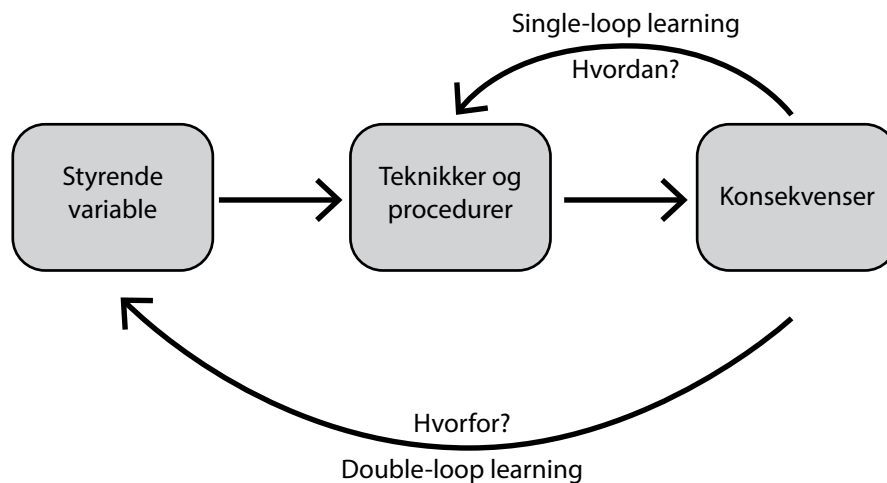 Single-loop learning
Hvordan?
Styrende
variable
Teknikker og
procedurer
Konsekvenser
Hvorfor?
Double-loop learning